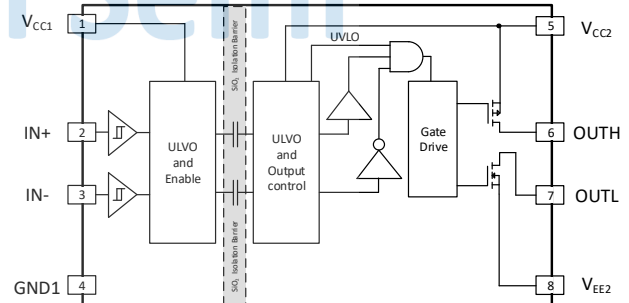 VCC1
1
IN+
2
IN-
3
GND1
4
ULVO
and
Enable
SiO2 Isolation Barrier
SiO2 Isolation Barrier
ULVO
and
Output
control
UVLO
Gate
Drive
5
VCC2
6
OUTH
7
OUTL
8
VEE2